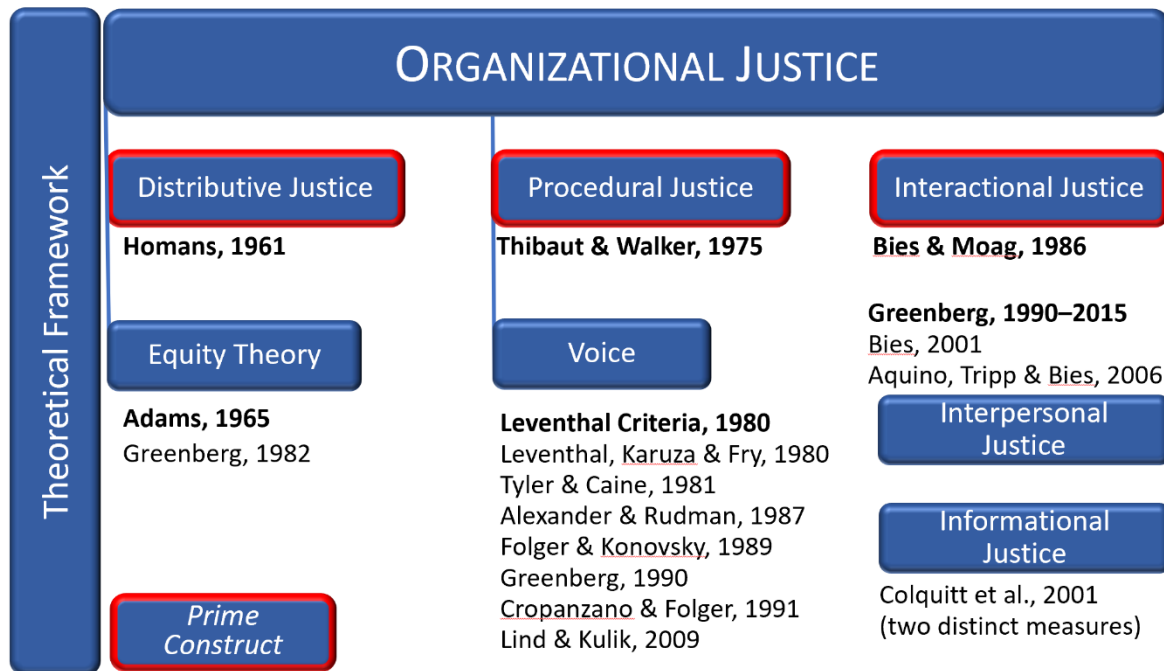 Theoretical Framework
ORGANIZATIONAL JUSTICE
Distributive Justice
Homans, 1961
Equity Theory
Adams, 1965
Greenberg, 1982
Prime
Construct
Procedural Justice
Thibaut & Walker, 1975
Voice
Leventhal Criteria, 1980
Leventhal, Karuza & Fry, 1980
Tyler & Caine, 1981
Alexander & Rudman, 1987
Folger & Konovsky, 1989
Greenberg, 1990
Cropanzano & Folger, 1991
Lind & Kulik, 2009
Interactional Justice
Bies & Moag, 1986
Greenberg, 1990–2015
Bies, 2001
Aquino, Tripp & Bies, 2006
Interpersonal
Justice
Informational
Justice
Colquitt et al., 2001
(two distinct measures)